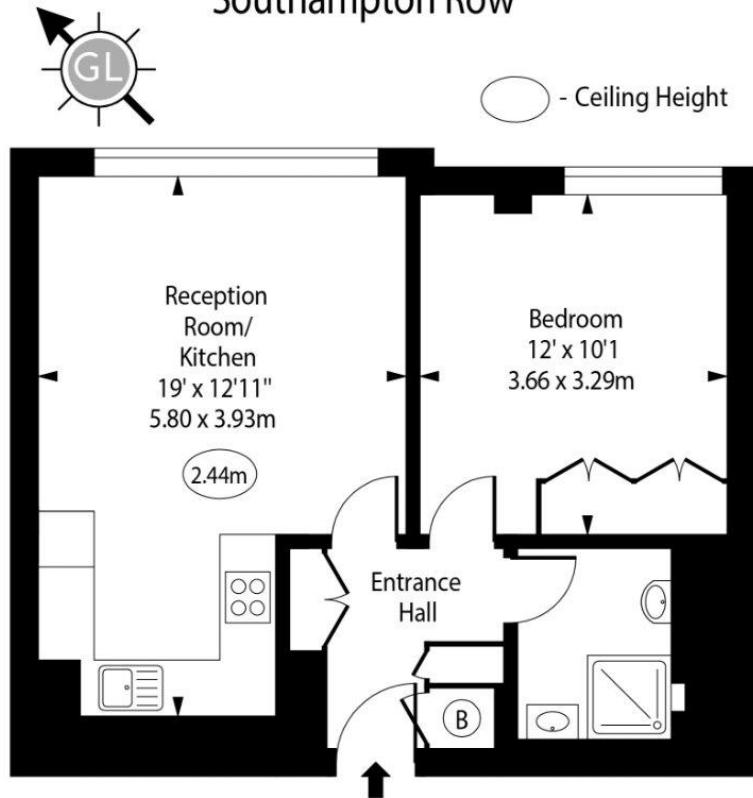 Southampton Row
GL
- Ceiling Height
Reception
Room/
Kitchen
19' x 12'11"
5.80 x 3.93m
2.44m
Bedroom
12' x 10'1
3.66 x 3.29m
Entrance
Hall
B